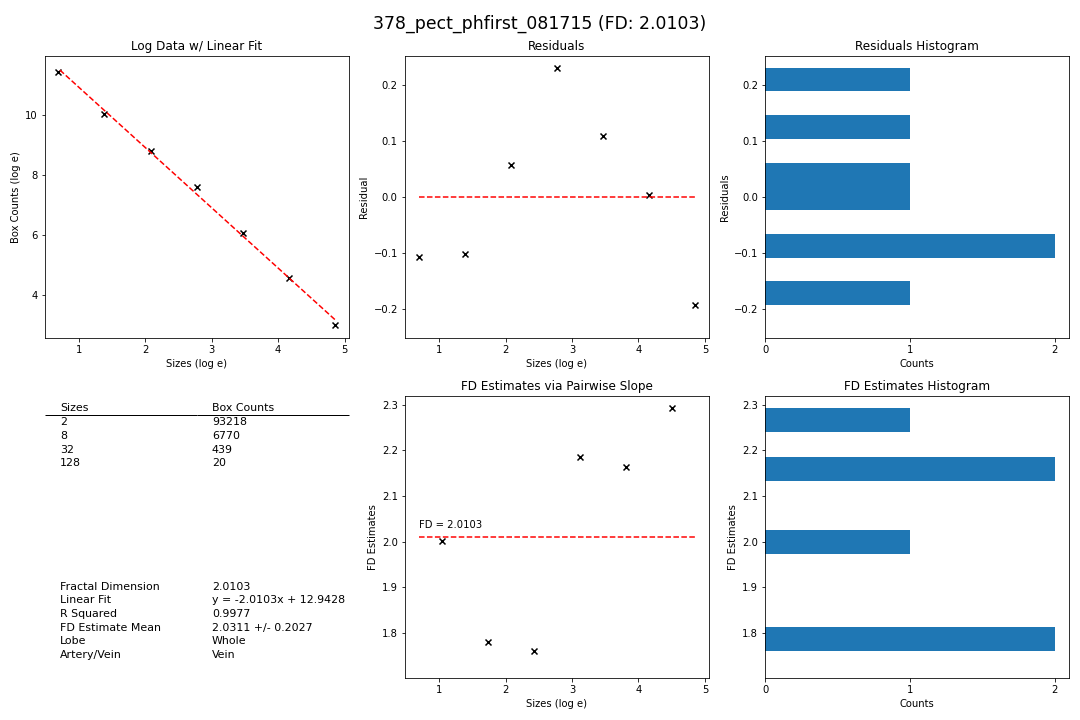 378_pect_phfirst_081715 (FD: 2.0103)
Log Data w/ Linear Fit
Box Counts (log e)
10
8
6
4
1 2 3 4 5
Sizes (log e)
Residuals
Residual
0.2
0.1
0.0
−0.1
−0.2
1 2 3 4 5
Sizes (log e)
Residuals Histogram
Residuals
0.2
0.1
0.0
−0.1
−0.2
0 1 2
Counts
Sizes Box Counts
2 93218
8 6770
32 439
128 20
Fractal Dimension 2.0103
Linear Fit y = -2.0103x + 12.9428
R Squared 0.9977
FD Estimate Mean 2.0311 +/- 0.2027
Lobe Whole
Artery/Vein Vein
FD Estimates via Pairwise Slope
FD Estimates
2.3
2.2
2.1
2.0
1.9
1.8
FD = 2.0103
1 2 3 4 5
Sizes (log e)
FD Estimates Histogram
FD Estimates
2.3
2.2
2.1
2.0
1.9
1.8
0 1 2
Counts